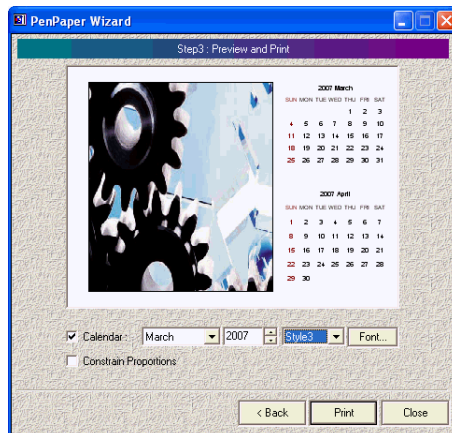 PenPaper Wizard
Step3 : Preview and Print
2007 March
SUN MON TUE WED THU FRI SAT
1 2 3
4 5 6 7 8 9 10
11 12 13 14 15 16 17
18 19 20 21 22 23 24
25 26 27 28 29 30 31
2007 April
SUN MON TUE WED THU FRI SAT
1 2 3 4 5 6 7
8 9 10 11 12 13 14
15 16 17 18 19 20 21
22 23 24 25 26 27 28
29 30
Calendar : March 2007 Style3 Font...
Constrain Proportions
< Back Print Close